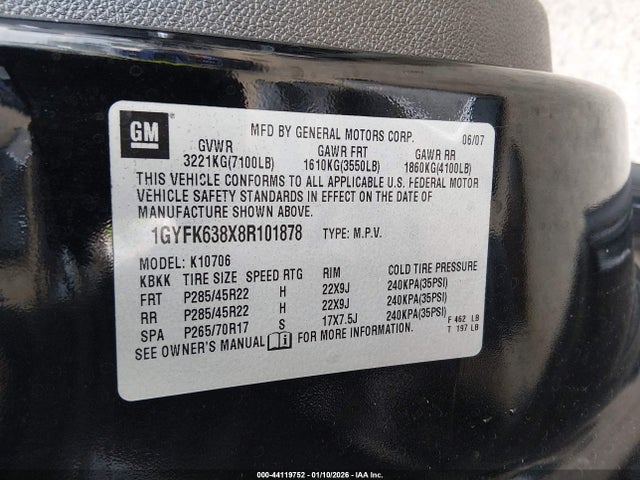 GM
MFD BY GENERAL MOTORS CORP. 06/07
GVWR GAWR FRT GAWR RR
3221KG(7100LB) 1610KG(3550LB) 1860KG(4100LB)
THIS VEHICLE CONFORMS TO ALL APPLICABLE U.S. FEDERAL MOTOR
VEHICLE SAFETY STANDARDS IN EFFECT ON THE DATE OF
MANUFACTURE SHOWN ABOVE.
1GYFK638X8R101878 TYPE: M.P.V.
MODEL: K10706
KBKK TIRE SIZE SPEED RTG RIM COLD TIRE PRESSURE
FRT P285/45R22 H 22X9J 240KPA(35PSI)
RR P285/45R22 H 22X9J 240KPA(35PSI)
SPA P265/70R17 S 17X7.5J 240KPA(35PSI)
SEE OWNER'S MANUAL i FOR MORE INFORMATION.
F 462 LB
T 197 LB
000-44119752 - 01/10/2026 - IAA Inc.